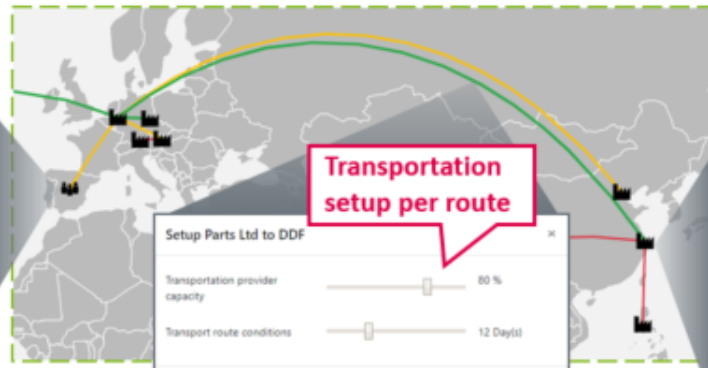 Transportation
setup per route
Setup Parts Ltd to DDF
×
Transportation provider
capacity
80 %
Transport route conditions
12 Day(s)